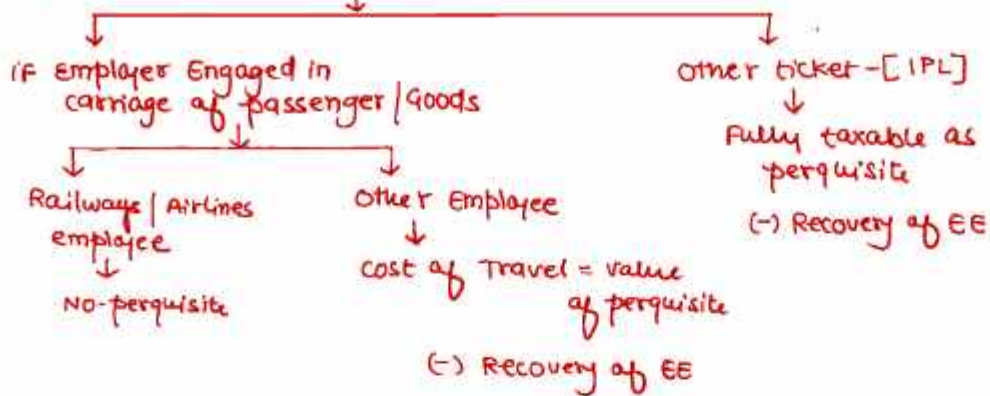 if Employer Engaged in
carriage of passenger / Goods
Railways / Airlines
employee
No-perquisite
Other Employee
cost of Travel = value
of perquisite
(-) Recovery of EE
Other ticket - [IPL]
Fully taxable as
perquisite
(-) Recovery of EE